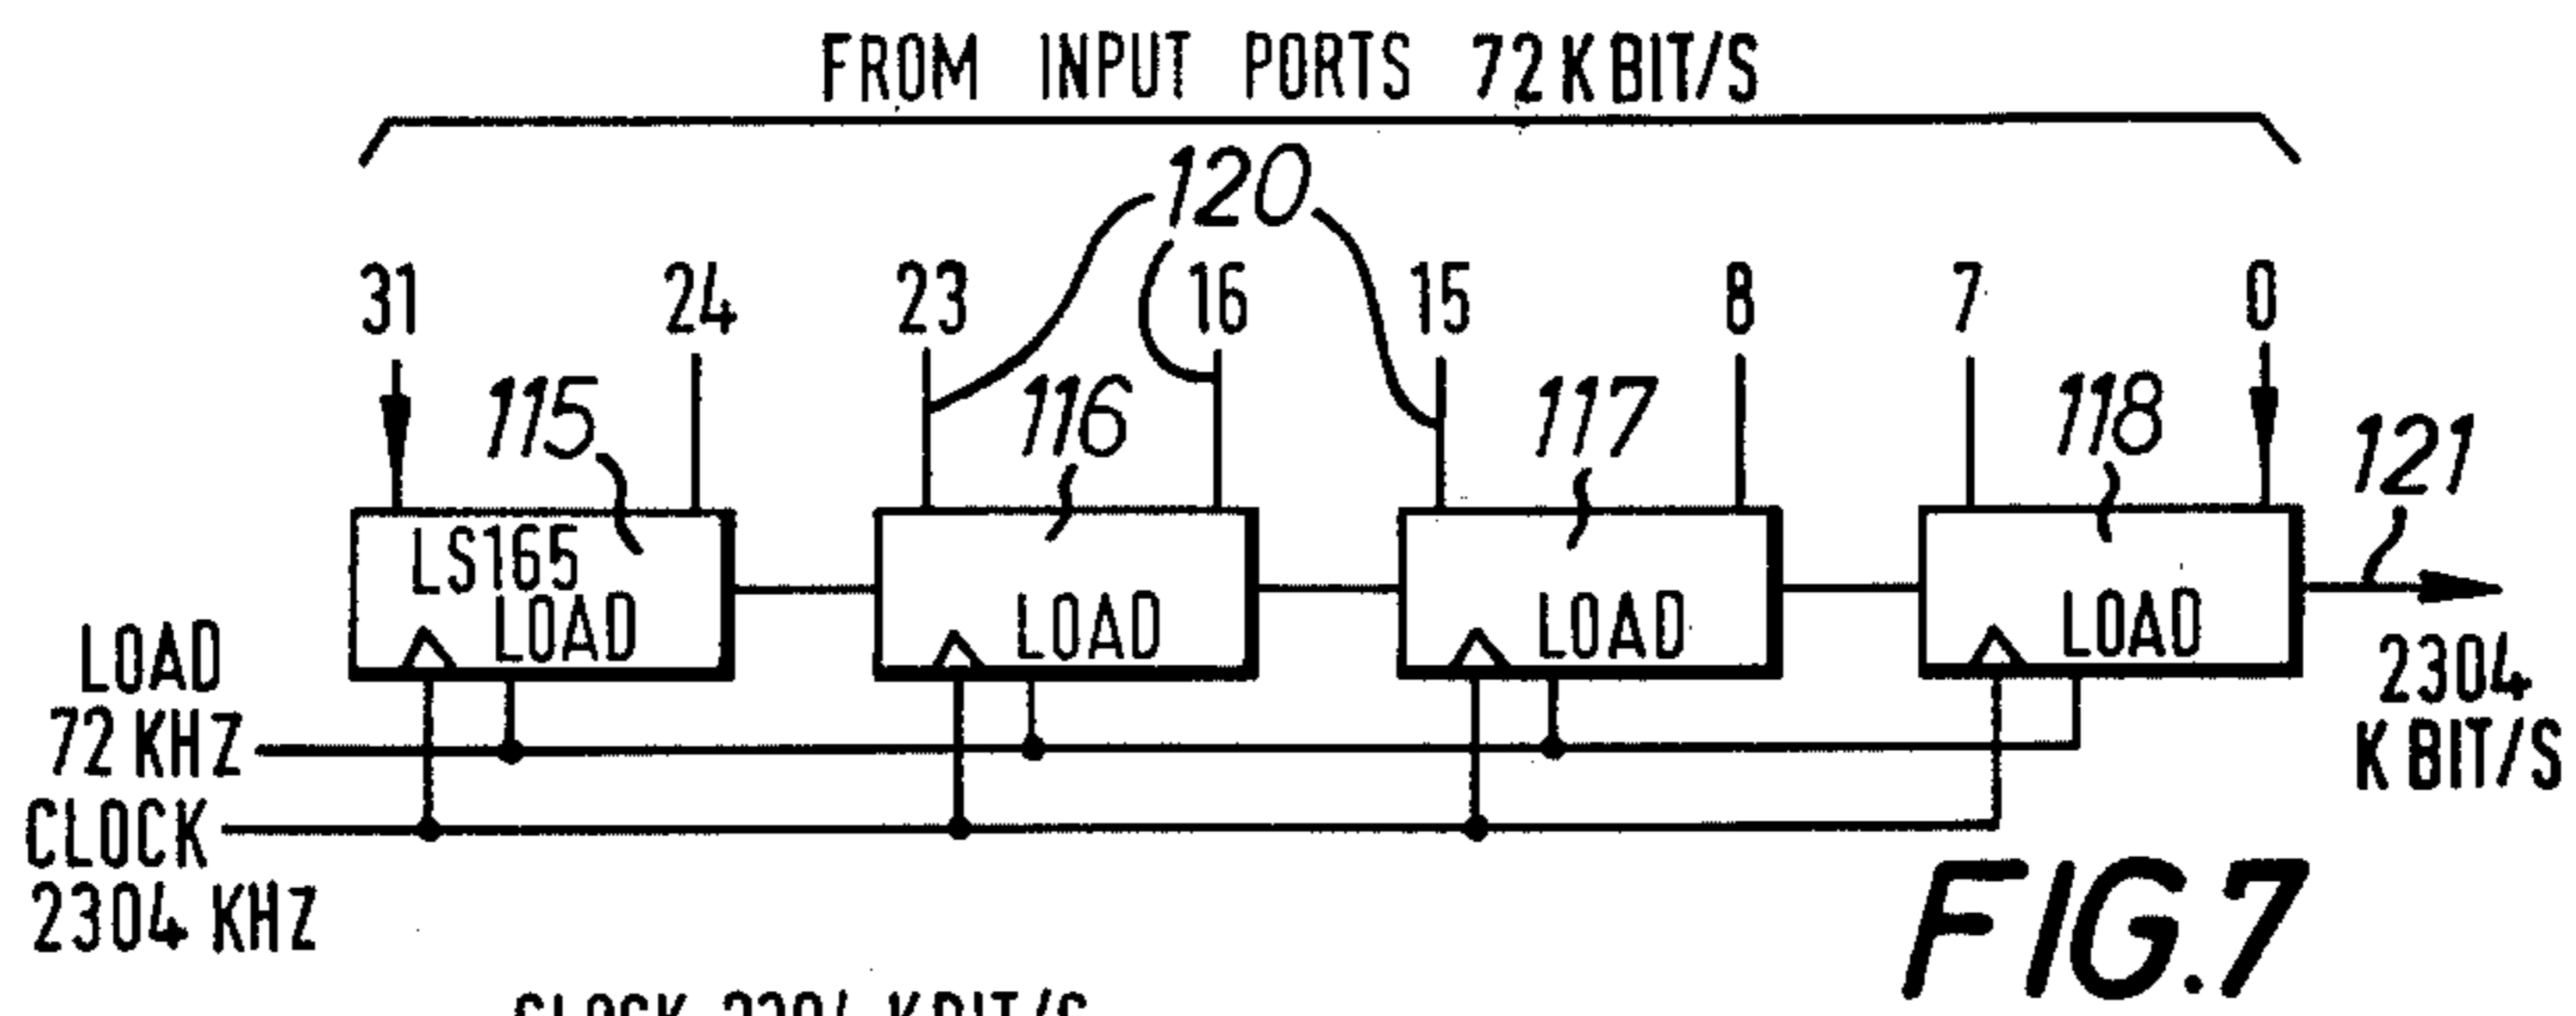 FROM INPUT PORTS 72 K BIT/S
120
31 24 23 16 15 8 7 0
115 116 117 118 121
LS165
LOAD LOAD LOAD LOAD
LOAD
72 KHZ
2304
K BIT/S
CLOCK
2304 KHZ
FIG.7